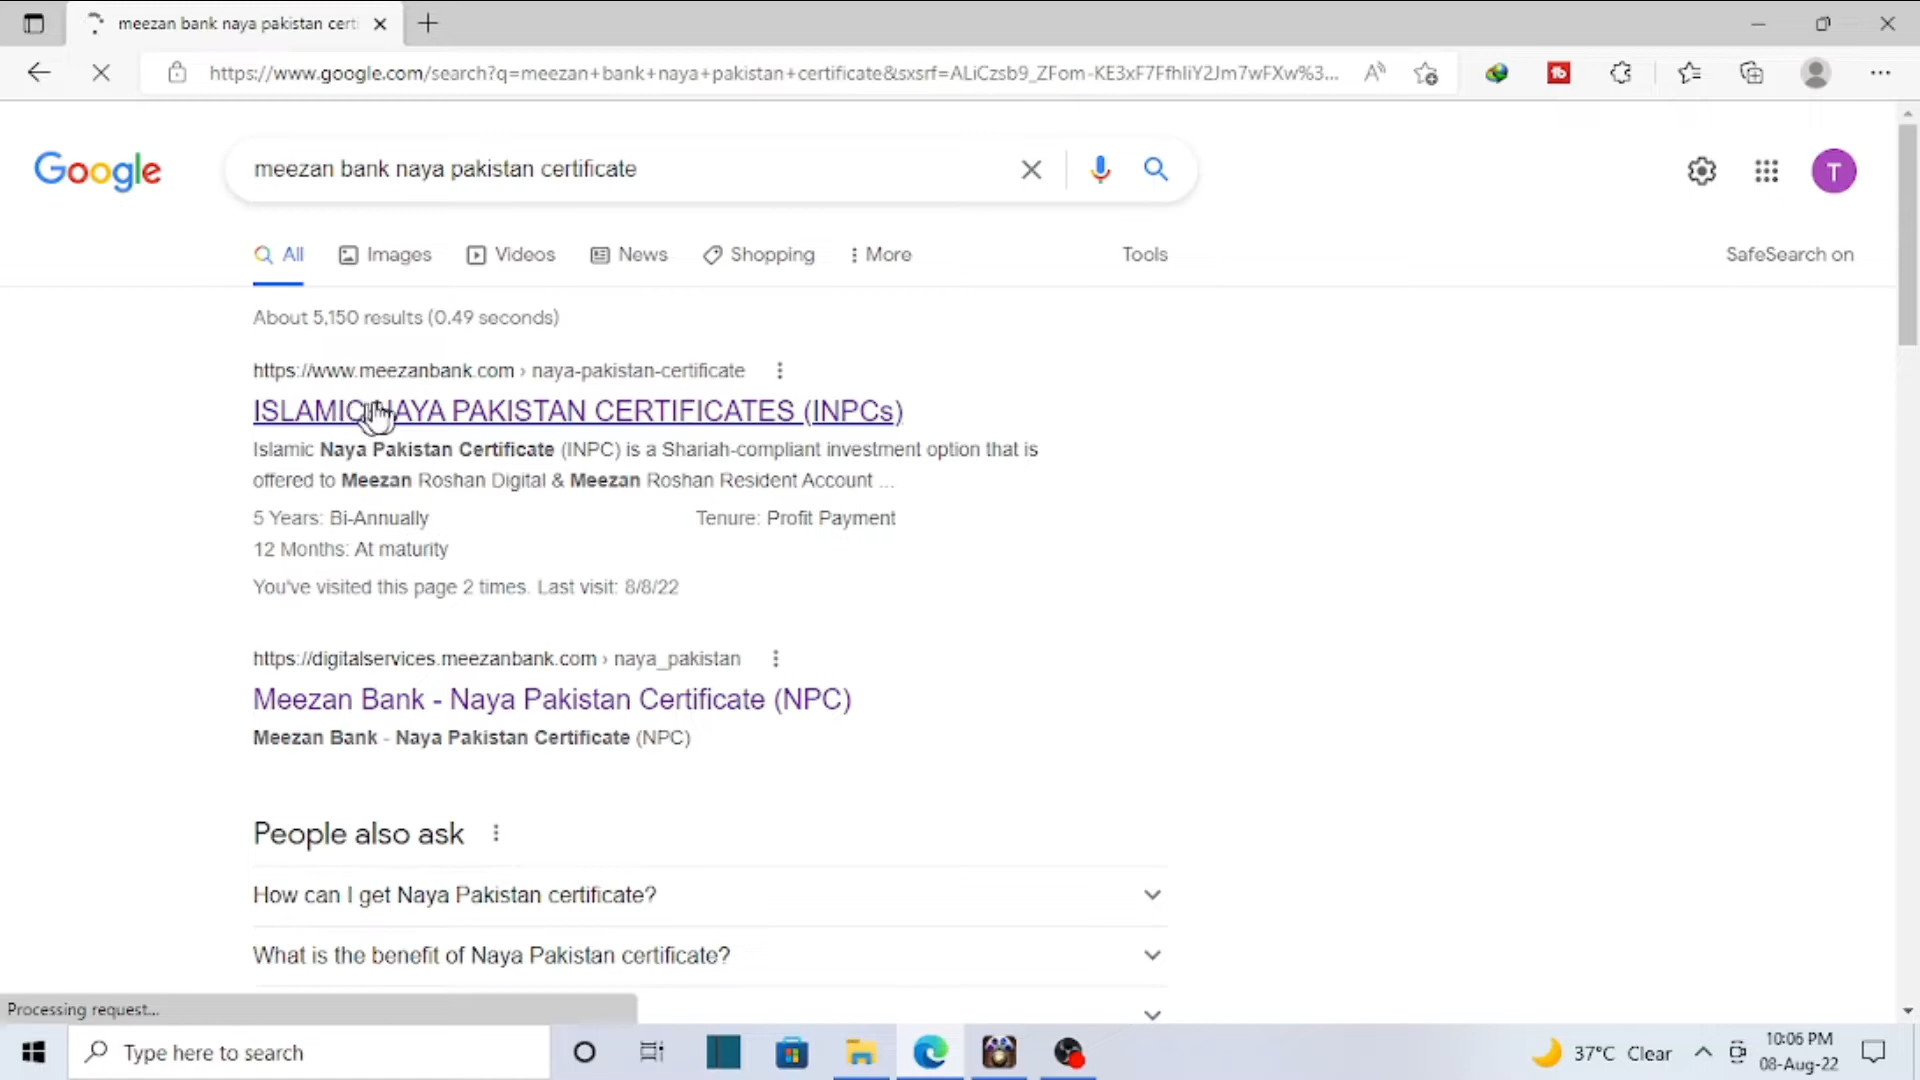 meezan bank naya pakistan cert
https://www.google.com/search?q=meezan+bank+naya+pakistan+certificate&sxsrf=ALiCzsb9_ZFom-KE3xF7FfhIiY2Jm7wFXw%3...
Google
meezan bank naya pakistan certificate
T
All
Images
Videos
News
Shopping
More
Tools
SafeSearch on
About 5,150 results (0.49 seconds)
https://www.meezanbank.com › naya-pakistan-certificate
ISLAMIC NAYA PAKISTAN CERTIFICATES (INPCs)
Islamic Naya Pakistan Certificate (INPC) is a Shariah-compliant investment option that is
offered to Meezan Roshan Digital & Meezan Roshan Resident Account ...
5 Years: Bi-Annually
Tenure: Profit Payment
12 Months: At maturity
You've visited this page 2 times. Last visit: 8/8/22
https://digitalservices.meezanbank.com › naya_pakistan
Meezan Bank - Naya Pakistan Certificate (NPC)
Meezan Bank - Naya Pakistan Certificate (NPC)
People also ask
How can I get Naya Pakistan certificate?
What is the benefit of Naya Pakistan certificate?
Processing request...
Type here to search
37°C Clear
10:06 PM
08-Aug-22